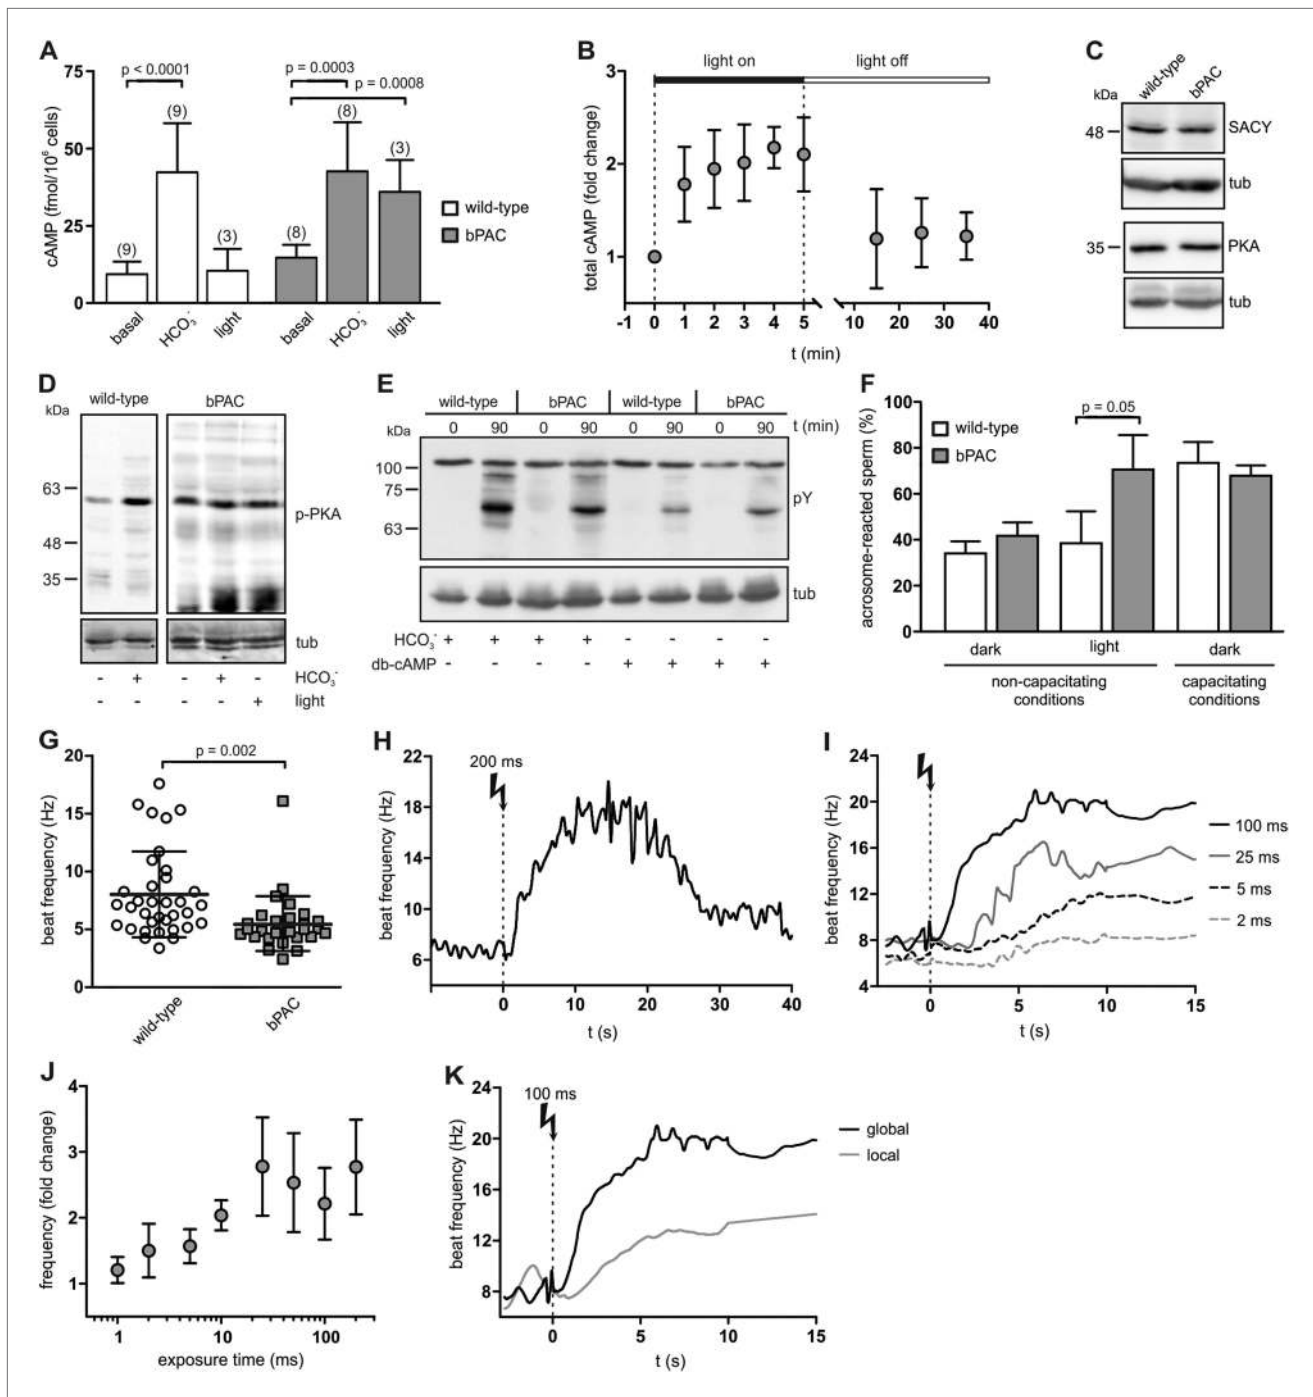 A
75
50
25
0
cAMP (fmol/10⁶ cells)
p < 0.0001
p = 0.0003
p = 0.0008
(9)
(9)
(3)
(8)
(8)
(3)
wild-type
bPAC
basal
HCO₃⁻
light
basal
HCO₃⁻
light
B
light on
light off
3
2
1
total cAMP (fold change)
-1 0 1 2 3 4 5 10 20 30 40
t (min)
C
wild-type
bPAC
kDa
48
SACY
tub
35
PKA
tub
D
wild-type bPAC
kDa
63
48
35
p-PKA
tub
- + - + - HCO₃⁻
- - - - + light
E
wild-type bPAC wild-type bPAC
0 90 0 90 0 90 0 90 t (min)
kDa
100
75
63
pY
tub
HCO₃⁻ + + + + - - - -
db-cAMP - - - - + + + +
F
100
80
60
40
20
0
acrosome-reacted sperm (%)
p = 0.05
wild-type
bPAC
dark light dark
non-capacitating conditions
capacitating conditions
G
20
15
10
5
0
beat frequency (Hz)
p = 0.002
wild-type
bPAC
H
22
18
14
10
6
beat frequency (Hz)
200 ms
0 10 20 30 40
t (s)
I
24
20
16
12
8
4
beat frequency (Hz)
100 ms
25 ms
5 ms
2 ms
0 5 10 15
t (s)
J
4
3
2
1
frequency (fold change)
1 10 100
exposure time (ms)
K
24
20
16
12
8
beat frequency (Hz)
100 ms
global
local
0 5 10 15
t (s)